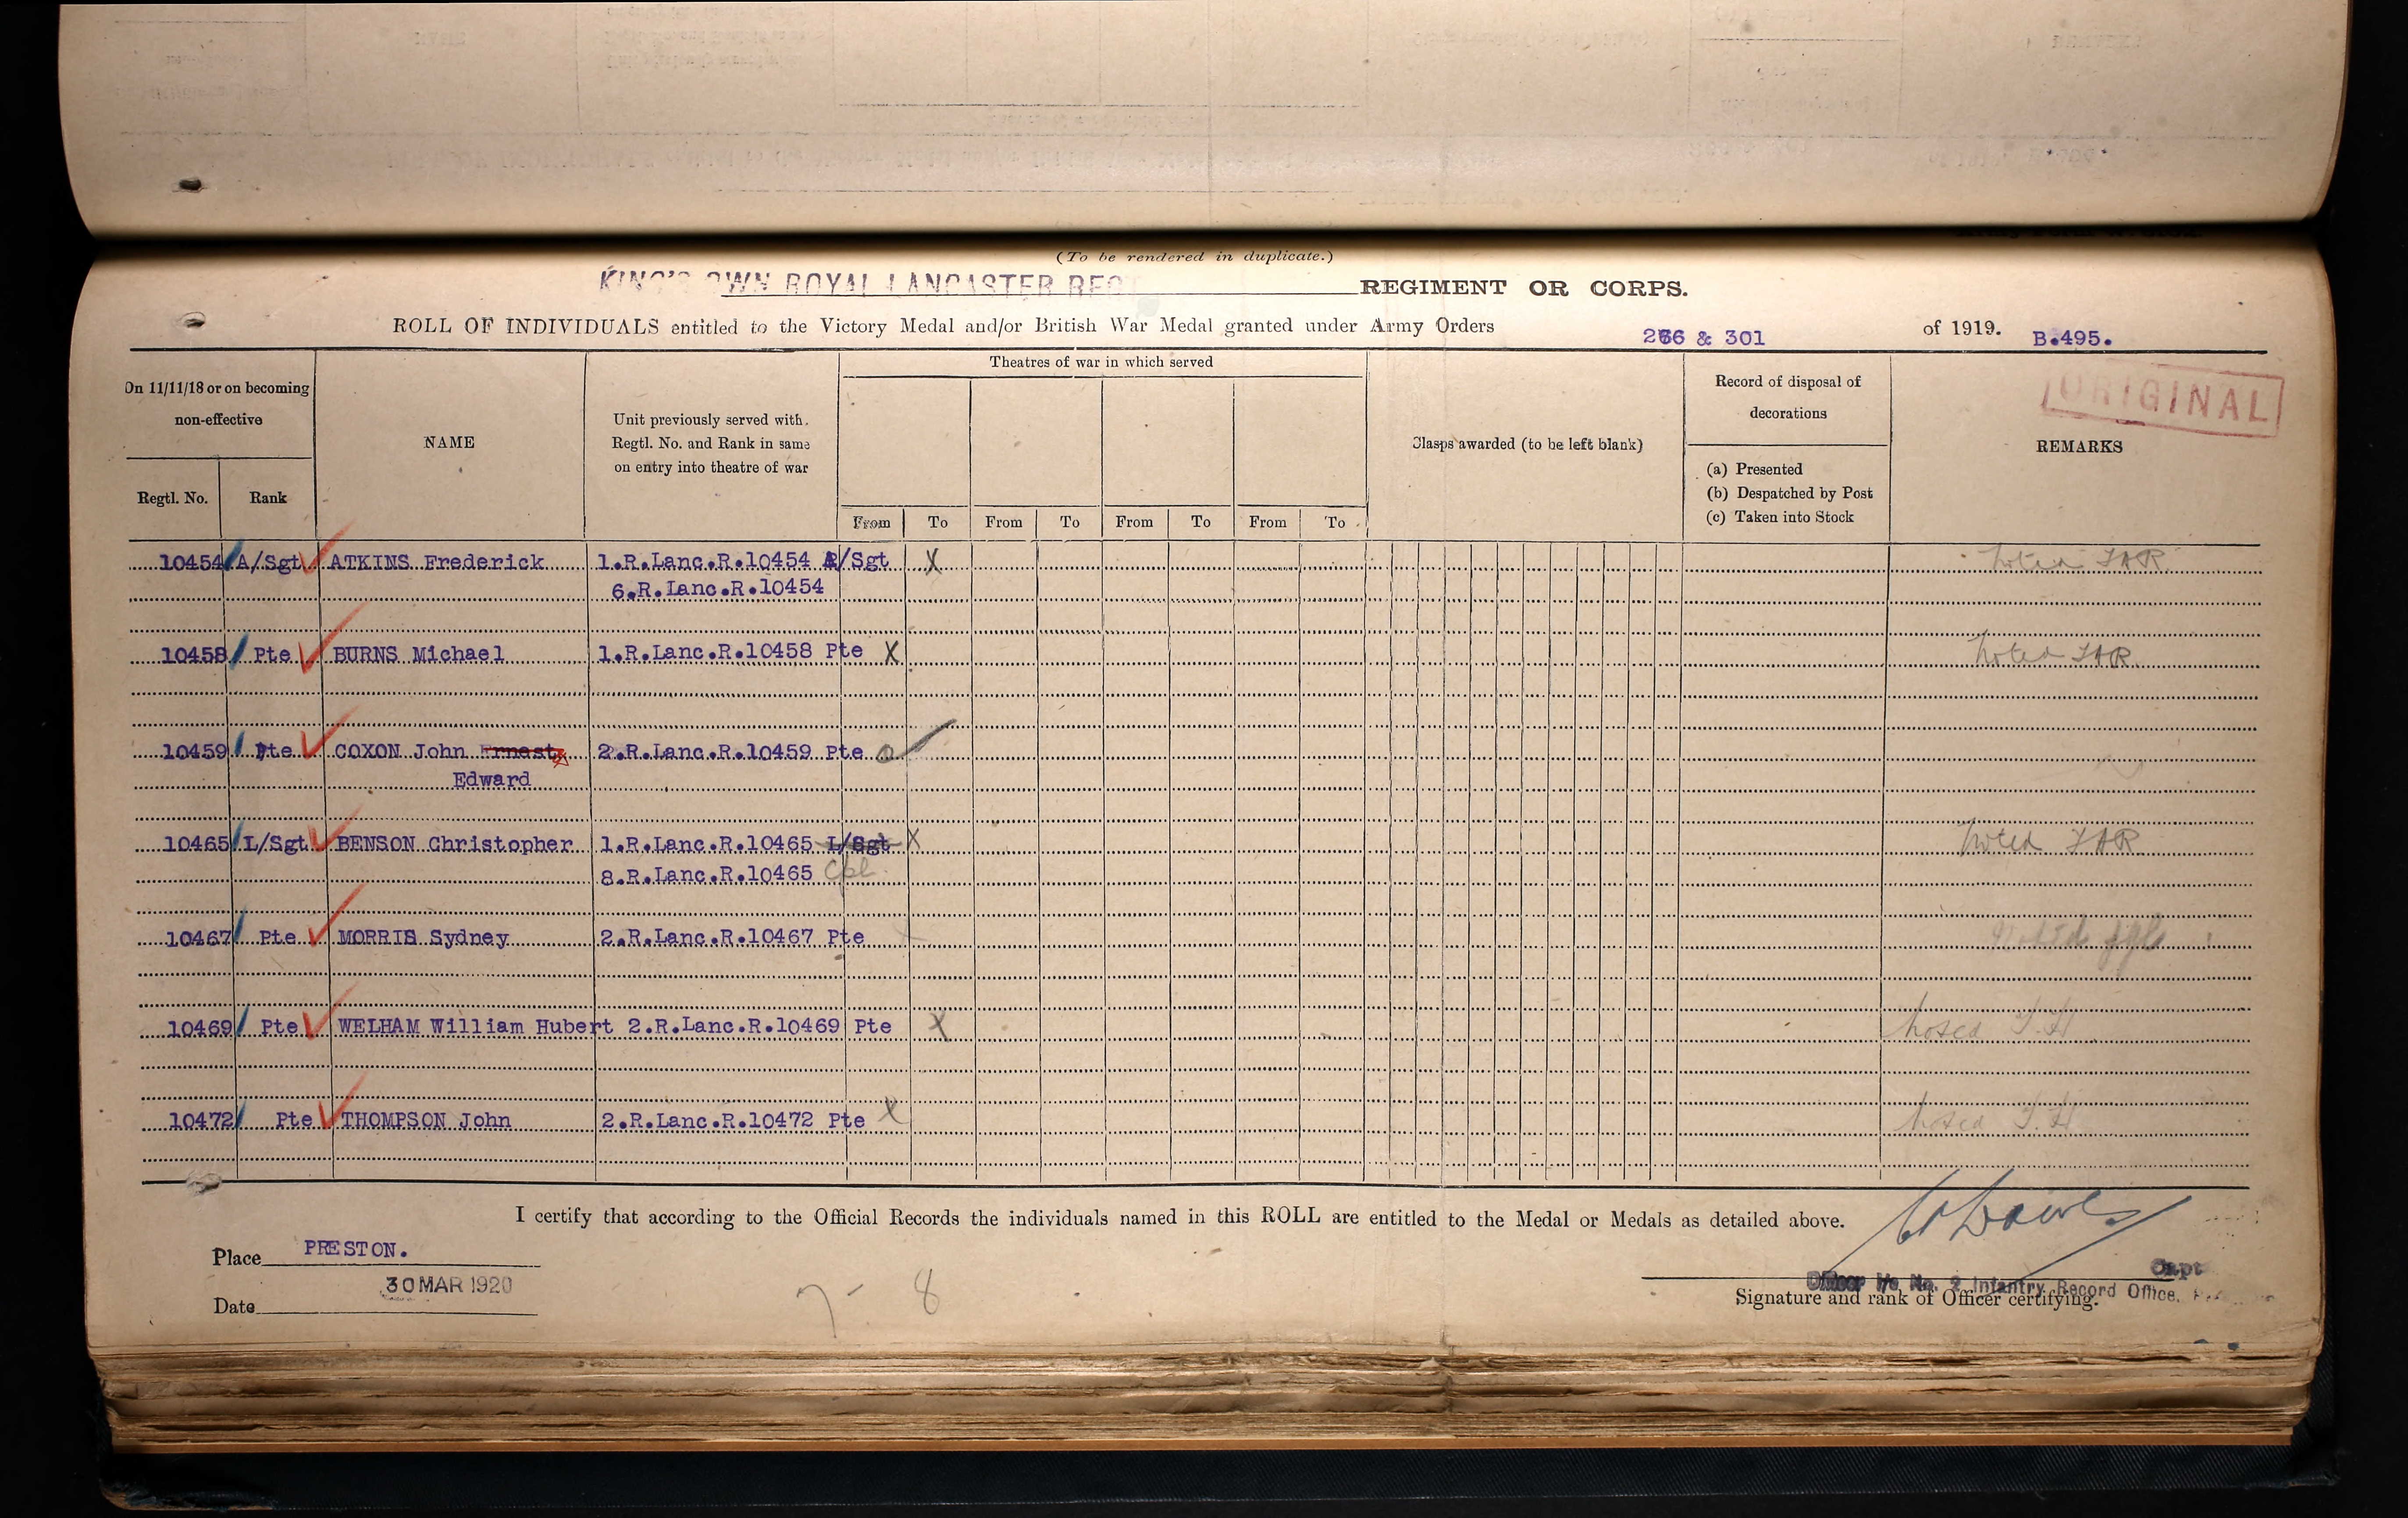 (To be rendered in duplicate.)
KING'S OWN ROYAL LANCASTER REGT REGIMENT OR CORPS.
ROLL OF INDIVIDUALS entitled to the Victory Medal and/or British War Medal granted under Army Orders 266 & 301 of 1919. B.495.
ORIGINAL
Theatres of war in which served
On 11/11/18 or on becoming non-effective
NAME
Unit previously served with.
Regtl. No. and Rank in same
on entry into theatre of war
Clasps awarded (to be left blank)
Record of disposal of
decorations
(a) Presented
(b) Despatched by Post
(c) Taken into Stock
REMARKS
Regtl. No. Rank
From To From To From To From To
10454 A/Sgt ATKINS Frederick 1.R.Lanc.R.10454 A/Sgt X noted IAR
6.R.Lanc.R.10454
10458 Pte BURNS Michael 1.R.Lanc.R.10458 Pte X Noted IAR
10459 Pte COXON John Ernest 2.R.Lanc.R.10459 Pte
Edward
10465 L/Sgt BENSON Christopher 1.R.Lanc.R.10465 L/Sgt X Noted IAR
8.R.Lanc.R.10465 Cpl
10467 Pte MORRIS Sydney 2.R.Lanc.R.10467 Pte
10469 Pte WELHAM William Hubert 2.R.Lanc.R.10469 Pte X noted
10472 Pte THOMPSON John 2.R.Lanc.R.10472 Pte X noted
I certify that according to the Official Records the individuals named in this ROLL are entitled to the Medal or Medals as detailed above.
Place PRESTON.
Date 30 MAR 1920
7 - 8
Capt
Officer i/c No. 2 Infantry Record Office.
Signature and rank of Officer certifying.